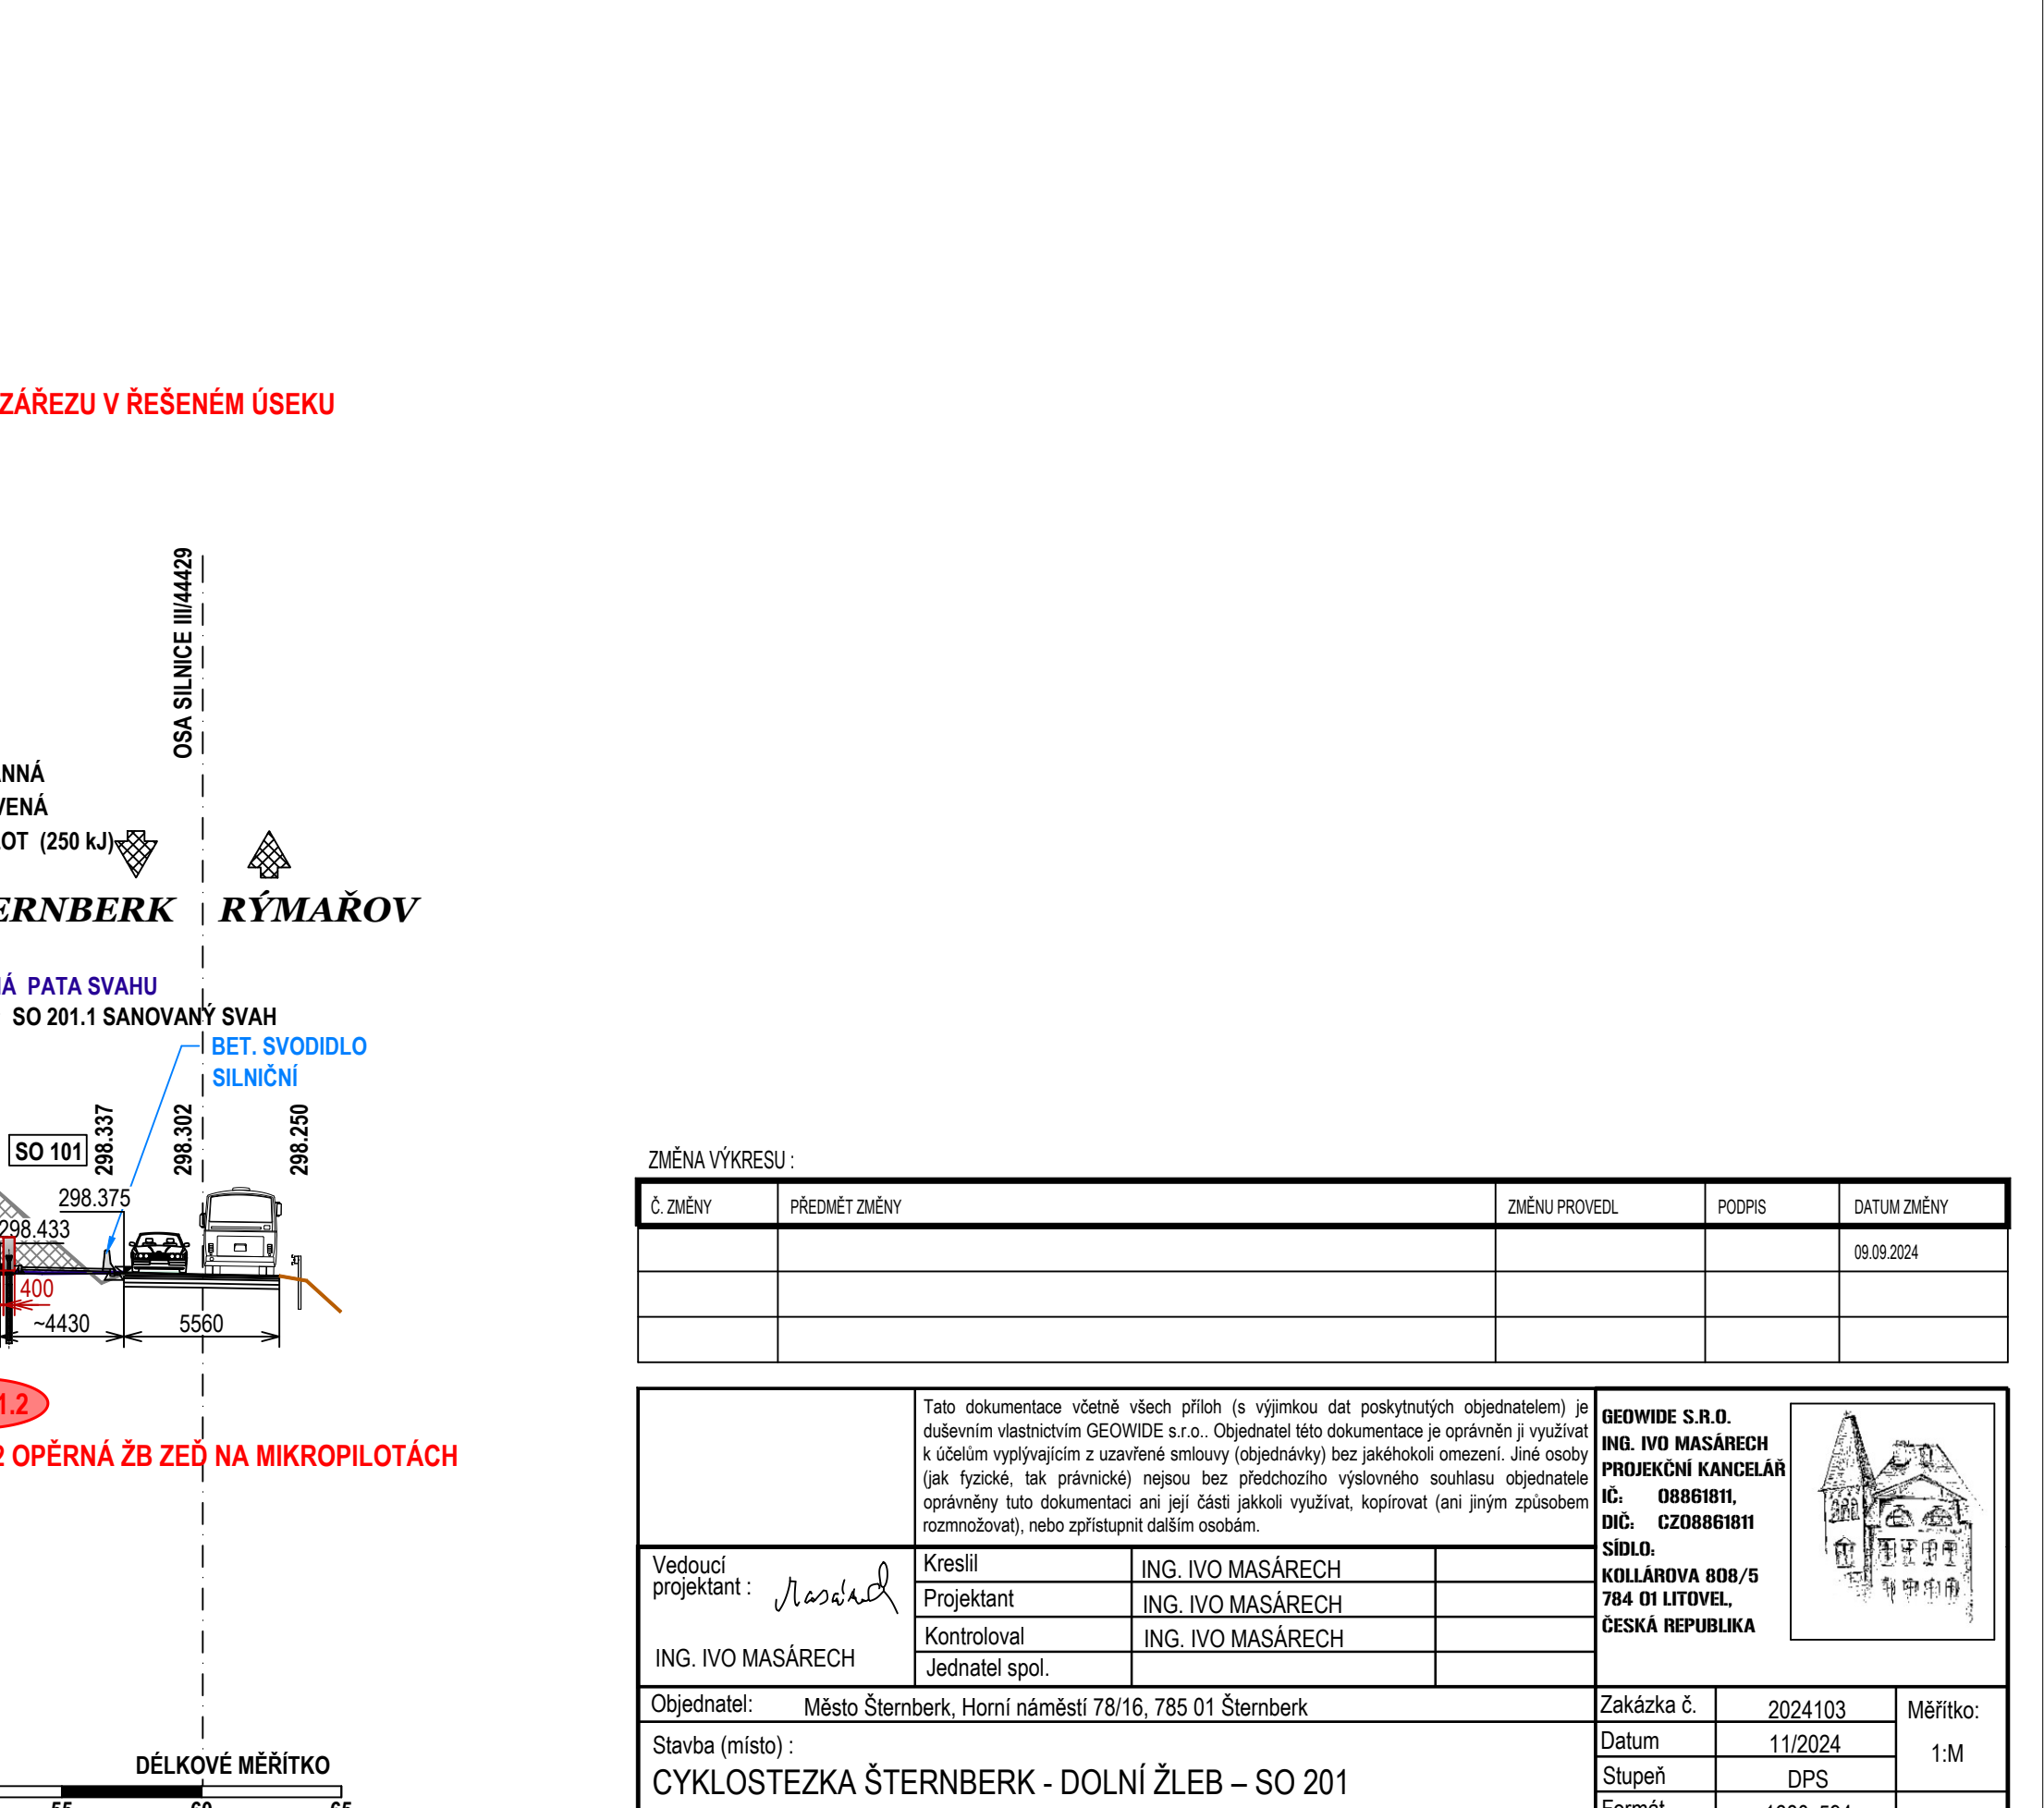 ZÁŘEZU V ŘEŠENÉM ÚSEKU
OSA SILNICE III/44429
(250 kJ)
RÝMAŘOV
PATA SVAHU
SO 201.1 SANOVANÝ SVAH
BET. SVODIDLO
SILNIČNÍ
SO 101
298.337
298.302
298.250
298.375
298.433
400
~4430
5560
OPĚRNÁ ŽB ZEĎ NA MIKROPILOTÁCH
DÉLKOVÉ MĚŘÍTKO
ZMĚNA VÝKRESU :
Č. ZMĚNY PŘEDMĚT ZMĚNY ZMĚNU PROVEDL PODPIS DATUM ZMĚNY
09.09.2024
Tato dokumentace včetně všech příloh (s výjimkou dat poskytnutých objednatelem) je
duševním vlastnictvím GEOWIDE s.r.o.. Objednatel této dokumentace je oprávněn ji využívat
k účelům vyplývajícím z uzavřené smlouvy (objednávky) bez jakéhokoli omezení. Jiné osoby
(jak fyzické, tak právnické) nejsou bez předchozího výslovného souhlasu objednatele
oprávněny tuto dokumentaci ani její části jakkoli využívat, kopírovat (ani jiným způsobem
rozmnožovat), nebo zpřístupnit dalším osobám.
GEOWIDE S.R.O.
ING. IVO MASÁRECH
PROJEKČNÍ KANCELÁŘ
IČ: 08861811,
DIČ: CZ08861811
SÍDLO:
KOLLÁROVA 808/5
784 01 LITOVEL,
ČESKÁ REPUBLIKA
Vedoucí
projektant :
ING. IVO MASÁRECH
Kreslil ING. IVO MASÁRECH
Projektant ING. IVO MASÁRECH
Kontroloval ING. IVO MASÁRECH
Jednatel spol.
Objednatel: Město Šternberk, Horní náměstí 78/16, 785 01 Šternberk
Stavba (místo) :
CYKLOSTEZKA ŠTERNBERK - DOLNÍ ŽLEB – SO 201
Zakázka č. 2024103
Datum 11/2024
Stupeň DPS
Měřítko:
1:M